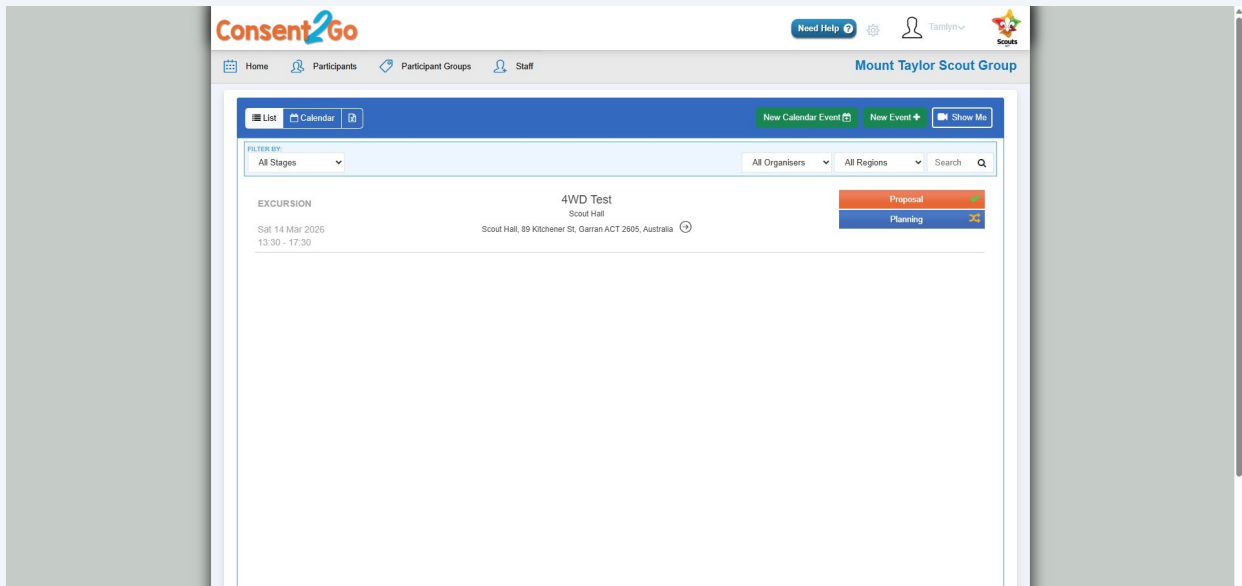 Consent2Go
Need Help ?
Tamlyn
Scouts
Home
Participants
Participant Groups
Staff
Mount Taylor Scout Group
List
Calendar
New Calendar Event
New Event
Show Me
FILTER BY:
All Stages
All Organisers
All Regions
Search
EXCURSION
4WD Test
Proposal
Scout Hall
Planning
Sat 14 Mar 2026
Scout Hall, 89 Kitchener St, Garran ACT 2605, Australia
13:30 - 17:30